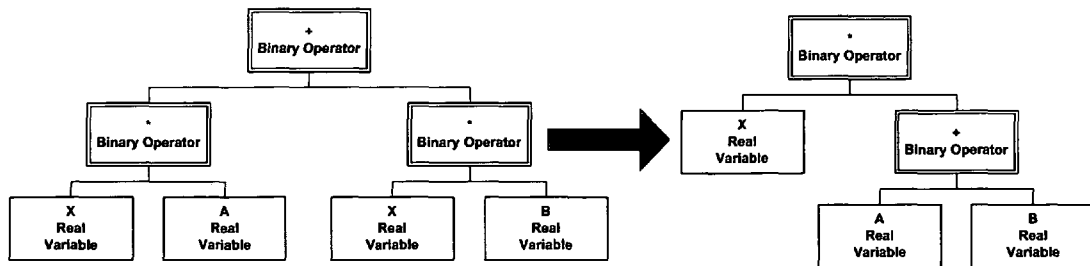 +
Binary Operator
*
Binary Operator
*
Binary Operator
X
Real
Variable
A
Real
Variable
X
Real
Variable
B
Real
Variable
*
Binary Operator
X
Real
Variable
+
Binary Operator
A
Real
Variable
B
Real
Variable